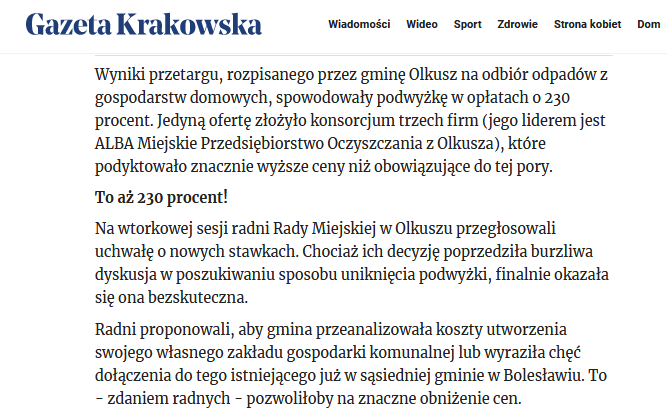 Gazeta Krakowska
Wiadomości Wideo Sport Zdrowie Strona kobiet Dom
Wyniki przetargu, rozpisanego przez gminę Olkusz na odbiór odpadów z
gospodarstw domowych, spowodowały podwyżkę w opłatach o 230
procent. Jedyną ofertę złożyło konsorcjum trzech firm (jego liderem jest
ALBA Miejskie Przedsiębiorstwo Oczyszczania z Olkusza), które
podyktowało znacznie wyższe ceny niż obowiązujące do tej pory.
To aż 230 procent!
Na wtorkowej sesji radni Rady Miejskiej w Olkuszu przegłosowali
uchwałę o nowych stawkach. Chociaż ich decyzję poprzedziła burzliwa
dyskusja w poszukiwaniu sposobu uniknięcia podwyżki, finalnie okazała
się ona bezskuteczna.
Radni proponowali, aby gmina przeanalizowała koszty utworzenia
swojego własnego zakładu gospodarki komunalnej lub wyraziła chęć
dołączenia do tego istniejącego już w sąsiedniej gminie w Bolesławiu. To
- zdaniem radnych - pozwoliłoby na znaczne obniżenie cen.